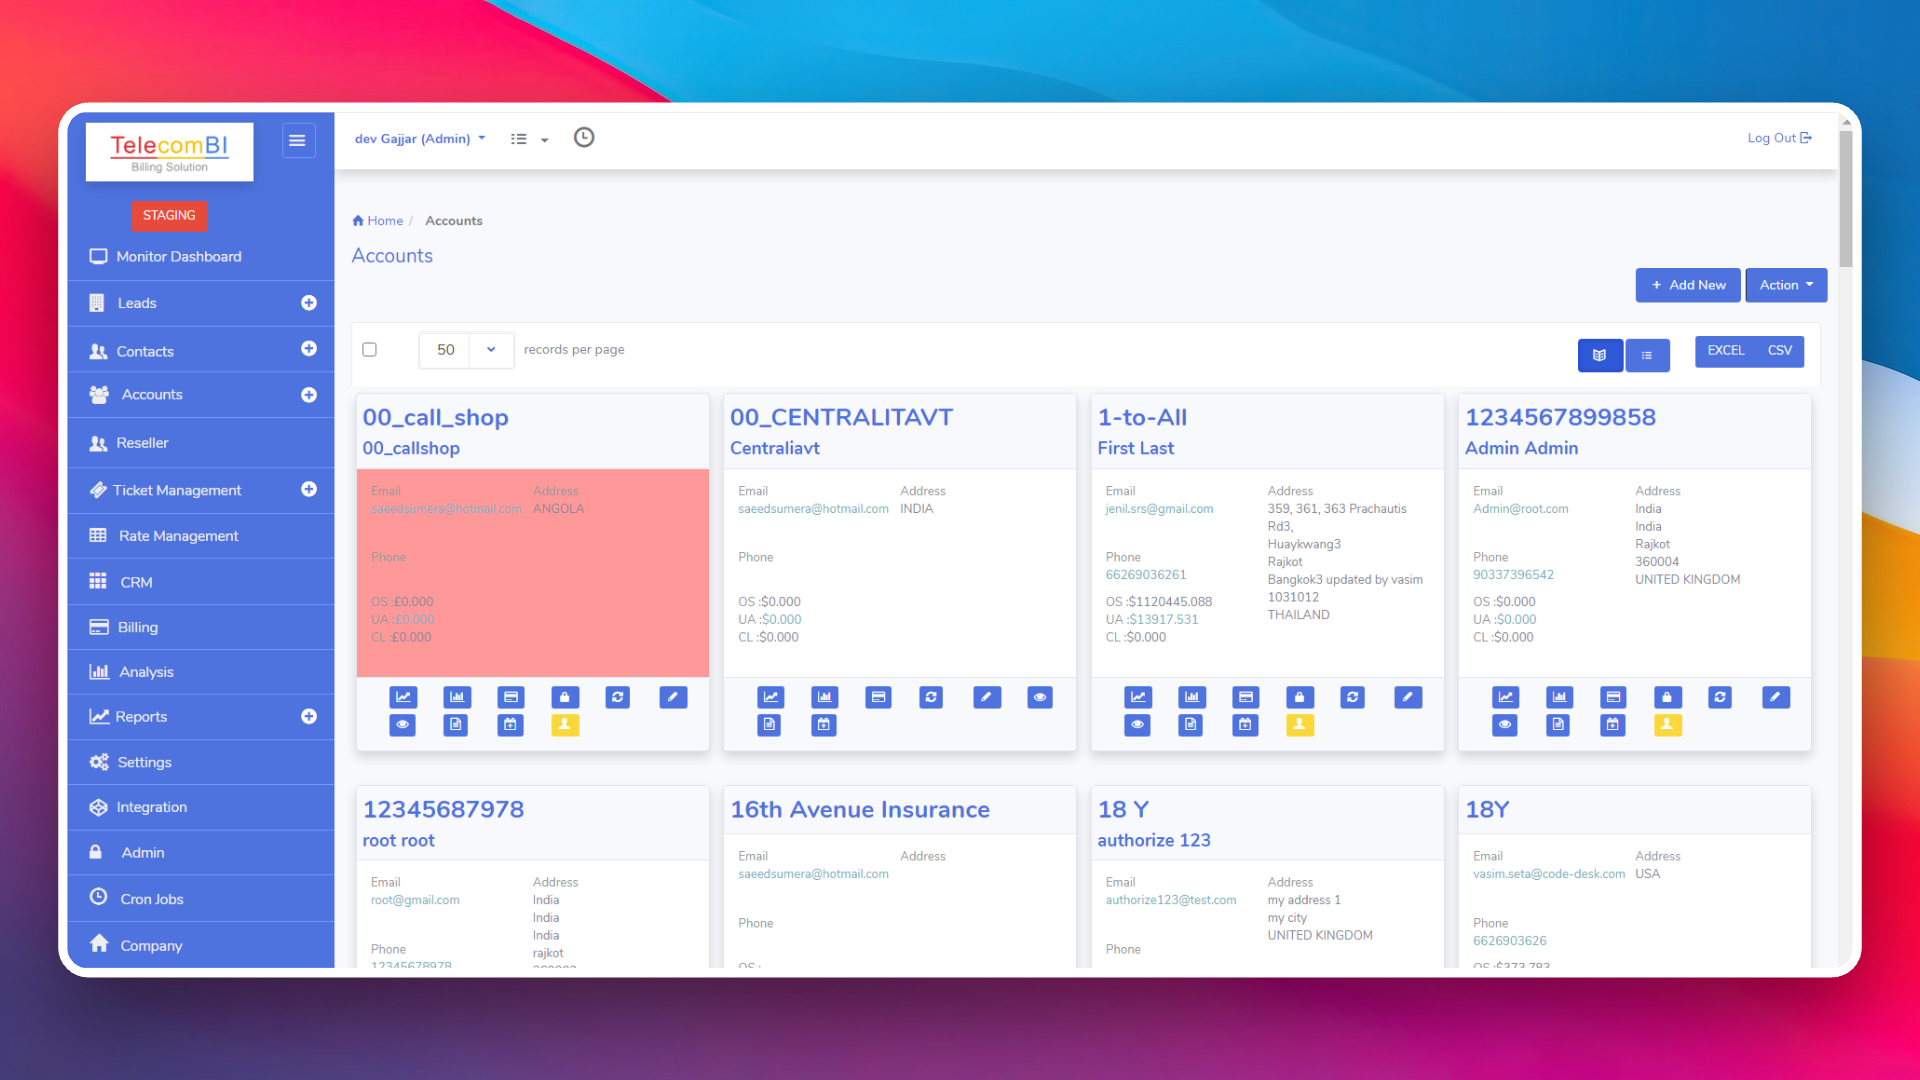 TelecomBI
Billing Solution
STAGING
Monitor Dashboard
Leads
Contacts
Accounts
Reseller
Ticket Management
Rate Management
CRM
Billing
Analysis
Reports
Settings
Integration
Admin
Cron Jobs
Company
dev Gajjar (Admin)
Log Out
Home / Accounts
Accounts
+ Add New
Action
50
records per page
EXCEL
CSV
00_call_shop
00_callshop
Email
saeedsumera@hotmail.com
Address
ANGOLA
Phone
OS :£0.000
UA :£0.000
CL :£0.000
00_CENTRALITAVT
Centraliavt
Email
saeedsumera@hotmail.com
Address
INDIA
Phone
OS :$0.000
UA :$0.000
CL :$0.000
1-to-All
First Last
Email
jenil.srs@gmail.com
Phone
66269036261
OS :$1120445.088
UA :$13917.531
CL :$0.000
Address
359, 361, 363 Prachautis
Rd3,
Huaykwang3
Rajkot
Bangkok3 updated by vasim
1031012
THAILAND
1234567899858
Admin Admin
Email
Admin@root.com
Phone
90337396542
OS :$0.000
UA :$0.000
CL :$0.000
Address
India
India
Rajkot
360004
UNITED KINGDOM
12345687978
root root
Email
root@gmail.com
Phone
12345678978
Address
India
India
India
rajkot
16th Avenue Insurance
Email
saeedsumera@hotmail.com
Address
Phone
OS :
18 Y
authorize 123
Email
authorize123@test.com
Phone
Address
my address 1
my city
UNITED KINGDOM
18Y
Email
vasim.seta@code-desk.com
Address
USA
Phone
6626903626
OS :$373.783